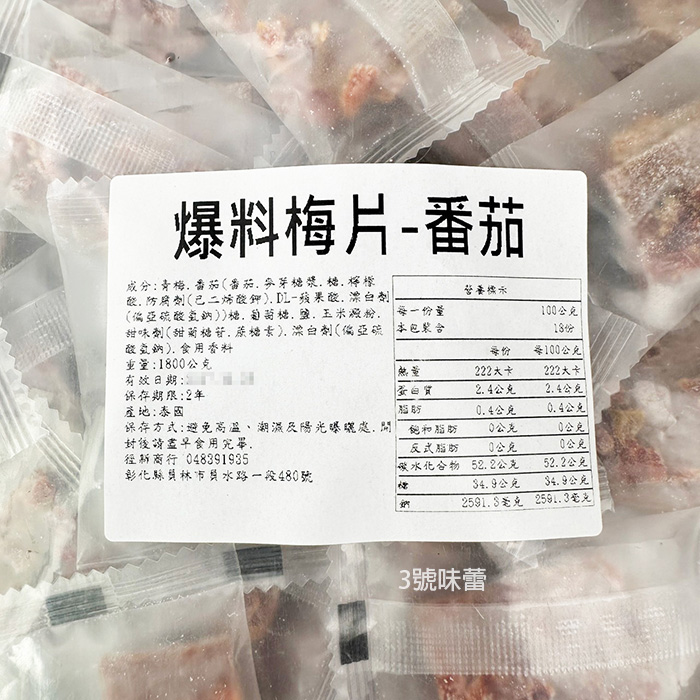 爆料梅片-番茄
成分:青梅.番茄(番茄.麥芽糖漿.糖.檸檬
酸.防腐劑(己二烯酸鉀).DL-蘋果酸.漂白劑
(偏亞硫酸氫鈉))糖.葡萄糖.鹽.玉米澱粉.
甜味劑(甜菊糖苷.蔗糖素).漂白劑(偏亞硫
酸氫鈉).食用香料
重量:1800公克
有效日期:
保存期限:2年
產地:泰國
保存方式:避免高溫、潮濕及陽光曝曬處.開
封後請盡早食用完畢.
徑新商行 048391935
彰化縣員林市員水路一段480號
營養標示
每一份量 100公克
本包裝含 18份
每份 每100公克
熱量 222大卡 222大卡
蛋白質 2.4公克 2.4公克
脂肪 0.4公克 0.4公克
飽和脂肪 0公克 0公克
反式脂肪 0公克 0公克
碳水化合物 52.2公克 52.2公克
糖 34.9公克 34.9公克
鈉 2591.3毫克 2591.3毫克
3號味蕾